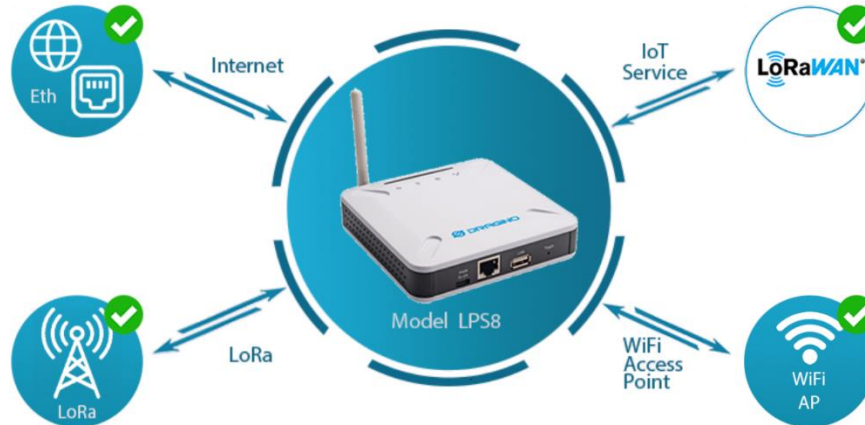 Eth
Internet
IoT
Service
LoRaWAN®
DRAGINO
Model LPS8
LoRa
LoRa
WiFi
Access
Point
WiFi
AP